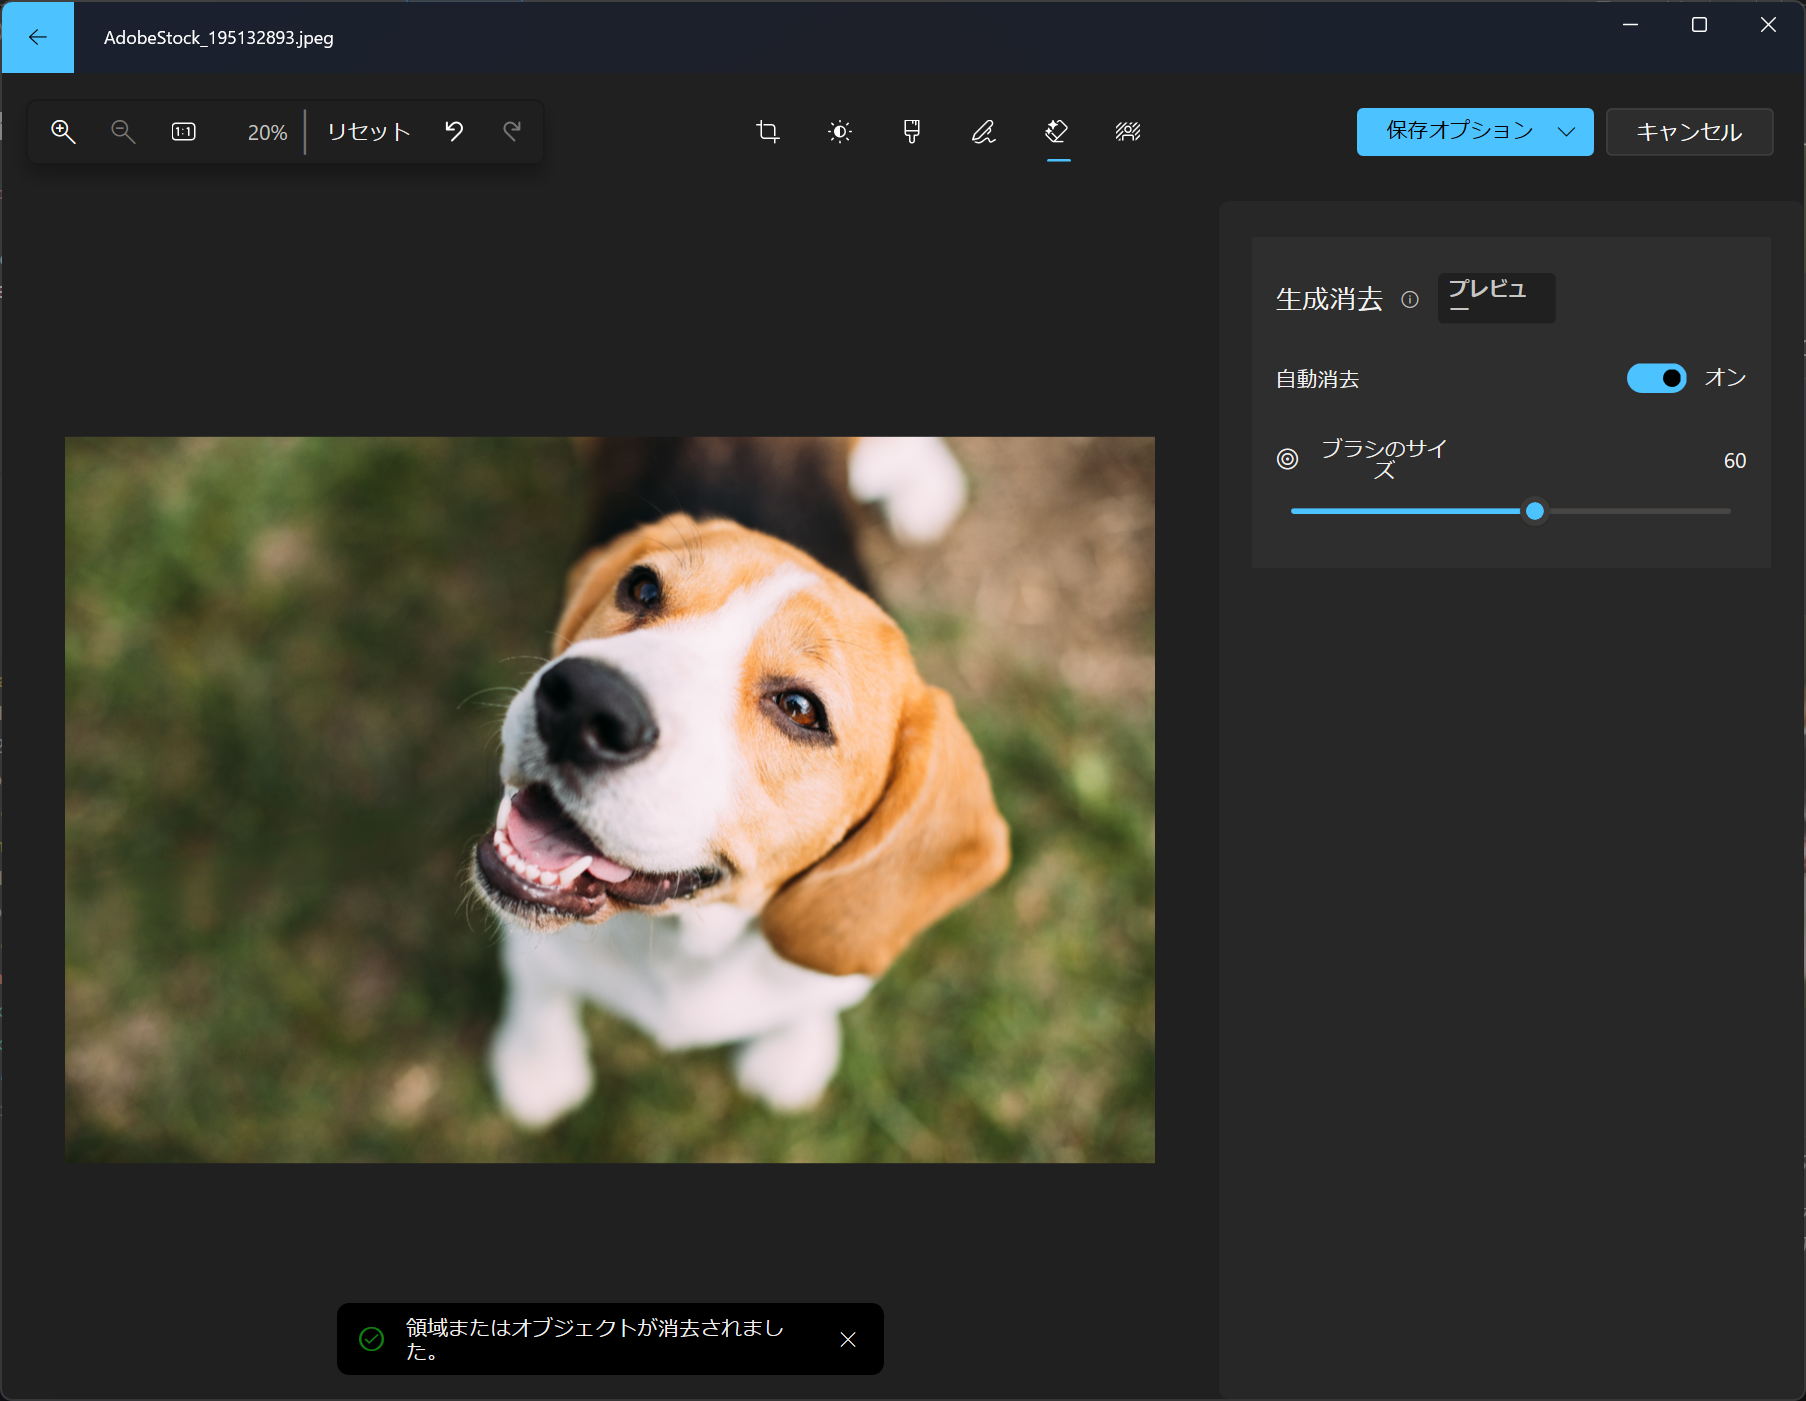 AdobeStock_195132893.jpeg
1:1
20%
リセット
保存オプション
キャンセル
生成消去
プレビュ
ー
自動消去
オン
ブラシのサイ
ズ
60
領域またはオブジェクトが消去されまし
た。